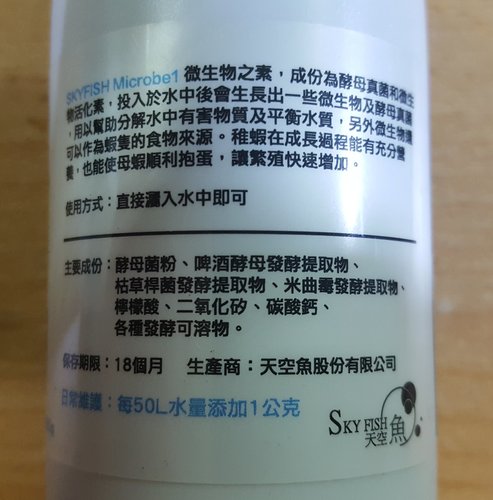 SKYFISH Microbe1 微生物之素，成份為酵母真菌和微生
物活化素，投入於水中後會生長出一些微生物及酵母真菌
，用以幫助分解水中有害物質及平衡水質，另外微生物還
可以作為蝦隻的食物來源。稚蝦在成長過程能有充分營
養，也能使母蝦順利抱蛋，讓繁殖快速增加。
使用方式：直接灑入水中即可
主要成份：酵母菌粉、啤酒酵母發酵提取物、
枯草桿菌發酵提取物、米曲霉發酵提取物、
檸檬酸、二氧化矽、碳酸鈣、
各種發酵可溶物。
保存期限：18個月 生產商：天空魚股份有限公司
日常維護：每50L水量添加1公克
SKY FISH
天空魚